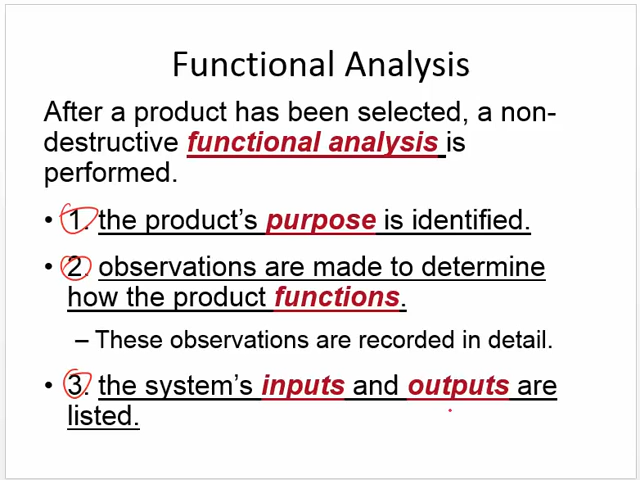 Functional Analysis
After a product has been selected, a non-
destructive functional analysis is
performed.
• 1. the product's purpose is identified.
• 2. observations are made to determine
how the product functions.
– These observations are recorded in detail.
• 3. the system's inputs and outputs are
listed.